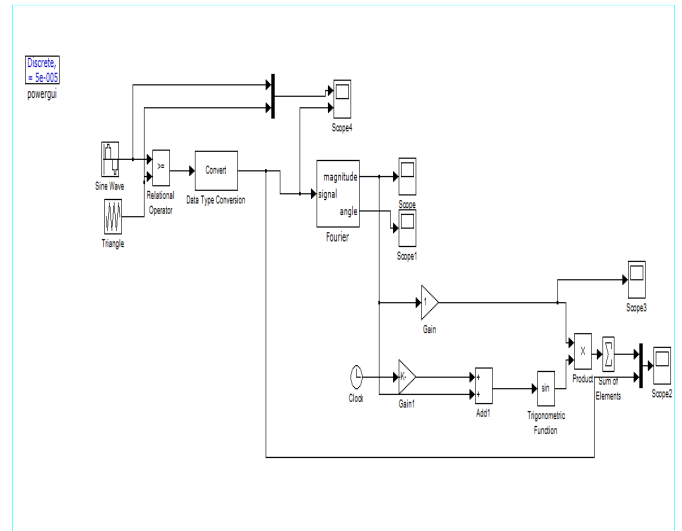 Discrete,
= 5e-005
powergui
Scope4
Sine Wave
>=
Relational
Operator
Convert
Data Type Conversion
Triangle
magnitude
signal
angle
Fourier
Scope
Scope1
1
Gain
Scope3
Clock
K-
Gain1
+
+
Add1
sin
Trigonometric
Function
X
Product
Σ
Sum of
Elements
Scope2